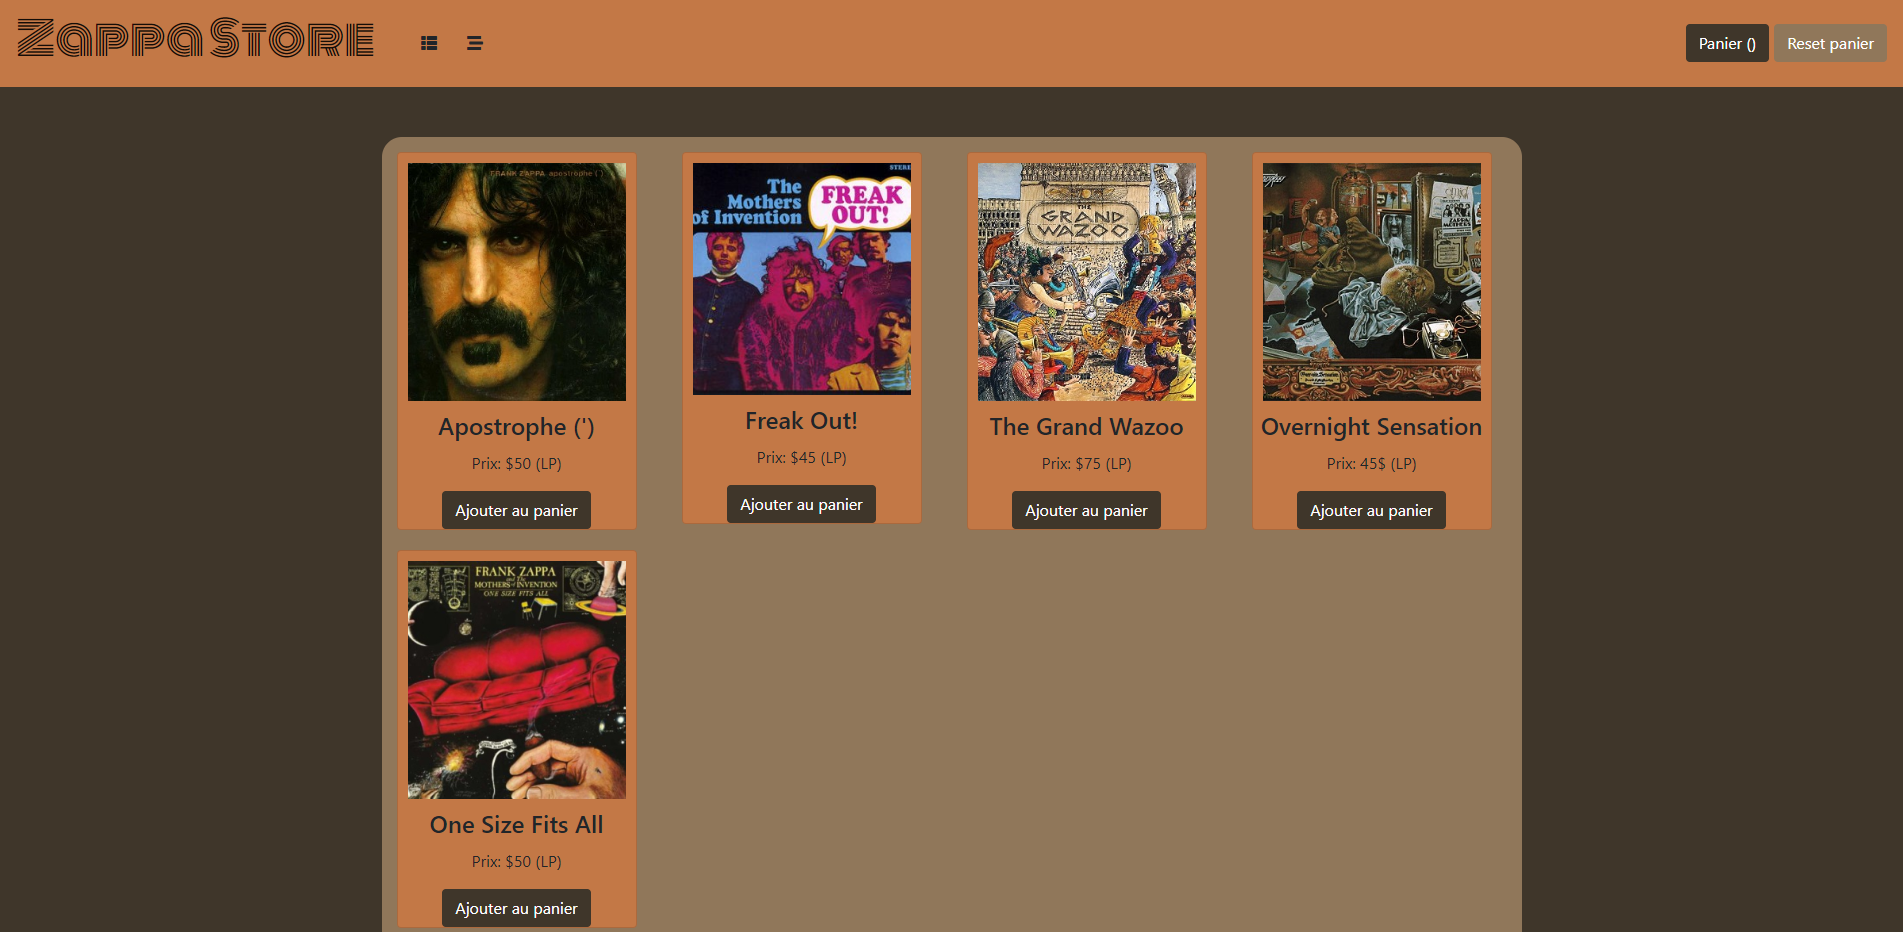 ZappaStore
Panier ()
Reset panier
FRANK ZAPPA apostrophe (')
STERE
The
Mothers
of Invention
FREAK
OUT!
THE
GRAND
WAZOO
Apostrophe (')
Prix: $50 (LP)
Ajouter au panier
Freak Out!
Prix: $45 (LP)
Ajouter au panier
The Grand Wazoo
Prix: $75 (LP)
Ajouter au panier
Overnight Sensation
Prix: 45$ (LP)
Ajouter au panier
FRANK ZAPPA
and The
MOTHERS of INVENTION
ONE SIZE FITS ALL
One Size Fits All
Prix: $50 (LP)
Ajouter au panier